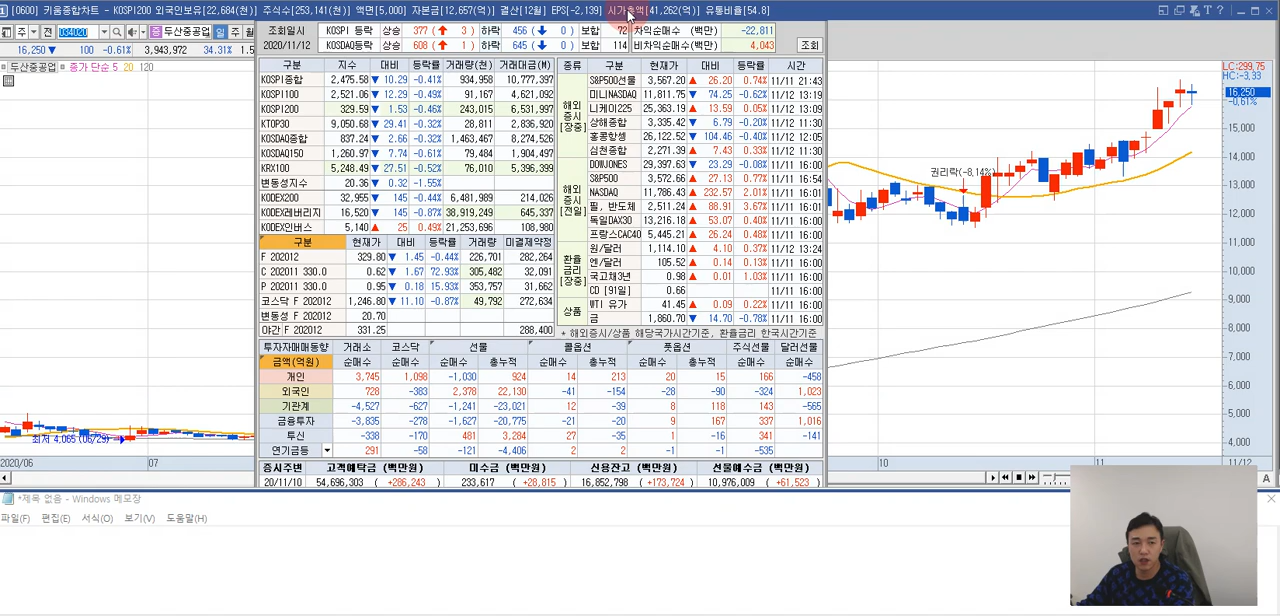 [0600] 키움종합차트 - KOSPI200 외국인보유[22,684(천)] 주식수[253,141(천)] 액면[5,000] 자본금[12,657(억)] 결산[12월] EPS[-2,139] 시가총액[41,262(억)] 유통비율[54.8]
주 전 034020 두산중공업 일 주 월
16,250 ▼ 100 -0.61% 3,943,972 34.31%
두산중공업 종가 단순 5 20 120
조회일시 KOSPI 등락 상승 377 (↑ 3 ) 하락 456 (↓ 0 ) 보합 72 차익순매수 (백만) -22,811
2020/11/12 KOSDAQ등락 상승 608 (↑ 1 ) 하락 645 (↓ 0 ) 보합 114 비차익순매수(백만) 4,043 조회
구분 지수 대비 등락률 거래량(천) 거래대금(M)
KOSPI종합 2,475.58 ▼ 10.29 -0.41% 934,958 10,777,397
KOSPI100 2,521.06 ▼ 12.29 -0.49% 91,167 4,621,092
KOSPI200 329.59 ▼ 1.53 -0.46% 243,015 6,531,997
KTOP30 9,050.68 ▼ 29.41 -0.32% 28,811 2,836,920
KOSDAQ종합 837.24 ▼ 2.66 -0.32% 1,463,467 8,274,528
KOSDAQ150 1,260.97 ▼ 7.74 -0.61% 79,484 1,904,497
KRX100 5,248.49 ▼ 27.51 -0.52% 76,010 5,396,399
변동성지수 20.36 ▼ 0.32 -1.55%
KODEX200 32,955 ▼ 145 -0.44% 6,481,989 214,026
KODEX레버리지 16,520 ▼ 145 -0.87% 38,919,249 645,337
KODEX인버스 5,140 ▲ 25 0.49% 21,253,696 108,980
구분 현재가 대비 등락률 거래량 미결제약정
F 202012 329.80 ▼ 1.45 -0.44% 226,701 282,264
C 202011 330.0 0.62 ▼ 1.67 72.93% 305,482 32,091
P 202011 330.0 0.95 ▼ 0.18 15.93% 353,757 31,662
코스닥 F 202012 1,246.80 ▼ 11.10 -0.87% 49,792 272,634
변동성 F 202012 20.70
야간 F 202012 331.25 288,400
종류 구분 현재가 대비 등락률 시간
해외증시[장중]
S&P500선물 3,567.20 ▲ 26.20 0.74% 11/11 21:43
미니NASDAQ 11,811.75 ▼ 74.25 -0.62% 11/12 13:19
니케이225 25,363.19 ▲ 13.59 0.05% 11/12 13:09
상해종합 3,335.42 ▼ 6.79 -0.20% 11/12 11:30
홍콩항셍 26,122.52 ▼ 104.46 -0.40% 11/12 12:05
심천종합 2,271.39 ▲ 7.43 0.33% 11/12 11:30
해외증시[전일]
DOWJONES 29,397.63 ▼ 23.29 -0.08% 11/11 16:20
S&P500 3,572.66 ▲ 27.13 0.77% 11/11 16:54
NASDAQ 11,786.43 ▲ 232.57 2.01% 11/11 16:01
필, 반도체 2,511.24 ▲ 88.91 3.67% 11/11 16:01
독일DAX30 13,216.18 ▲ 53.07 0.40% 11/11 16:00
프랑스CAC40 5,445.21 ▲ 26.24 0.48% 11/11 16:00
환율금리[장중]
원/달러 1,114.10 ▲ 4.10 0.37% 11/12 13:24
엔/달러 105.52 ▲ 0.14 0.13% 11/11 16:00
국고채3년 0.98 ▲ 0.01 1.03% 11/11 16:00
CD [91일] 0.66 11/11 16:00
상품
WTI 유가 41.45 ▲ 0.09 0.22% 11/11 16:00
금 1,860.70 ▼ 14.70 -0.78% 11/11 16:00
* 해외증시/상품 해당국가시간기준, 환율금리 한국시간기준
투자자매매동향 거래소 코스닥 선물 콜옵션 풋옵션 주식선물 달러선물
금액(억원) 순매수 순매수 순매수 총누적 순매수 총누적 순매수 총누적 순매수 순매수
개인 3,745 1,098 -1,030 924 14 213 20 15 166 -458
외국인 728 -383 2,378 22,130 -41 -154 -28 -90 -324 1,023
기관계 -4,527 -627 -1,241 -23,021 12 -39 8 118 143 -565
금융투자 -3,835 -278 -1,627 -20,775 -21 -20 9 167 337 1,016
투신 -338 -170 481 3,284 27 -35 1 -16 341 -141
연기금등 291 -58 -121 -4,406 2 2 -1 -1 -535
증시주변 고객예탁금 (백만원) 미수금 (백만원) 신용잔고 (백만원) 선물예수금 (백만원)
20/11/10 54,696,135 ( +286,243 ) 233,617 ( +28,815 ) 16,852,798 ( +173,724 ) 10,976,009 ( +61,523 )
최저 4,065 (06/29)
2020/06 07
권리락(-8.14%)
LC:299,75
HC:-3,33
16,250
-0.61%
15,000
14,000
13,000
12,000
11,000
10,000
9,000
8,000
7,000
6,000
5,000
4,000
10 11 11/12
A
*제목 없음 - Windows 메모장
파일(F) 편집(E) 서식(O) 보기(V) 도움말(H)